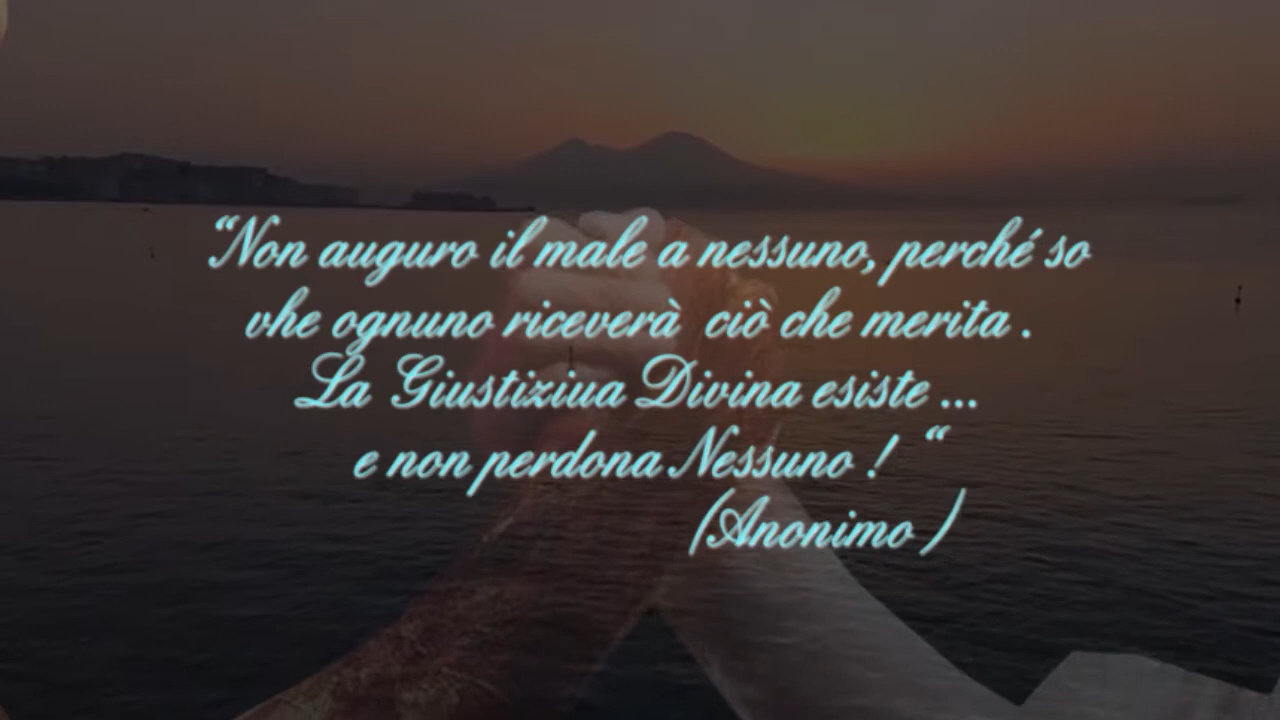 “Non auguro il male a nessuno, perché so
vhe ognuno riceverà ciò che merita .
La Giustiziua Divina esiste ...
e non perdona Nessuno ! “
(Anonimo )